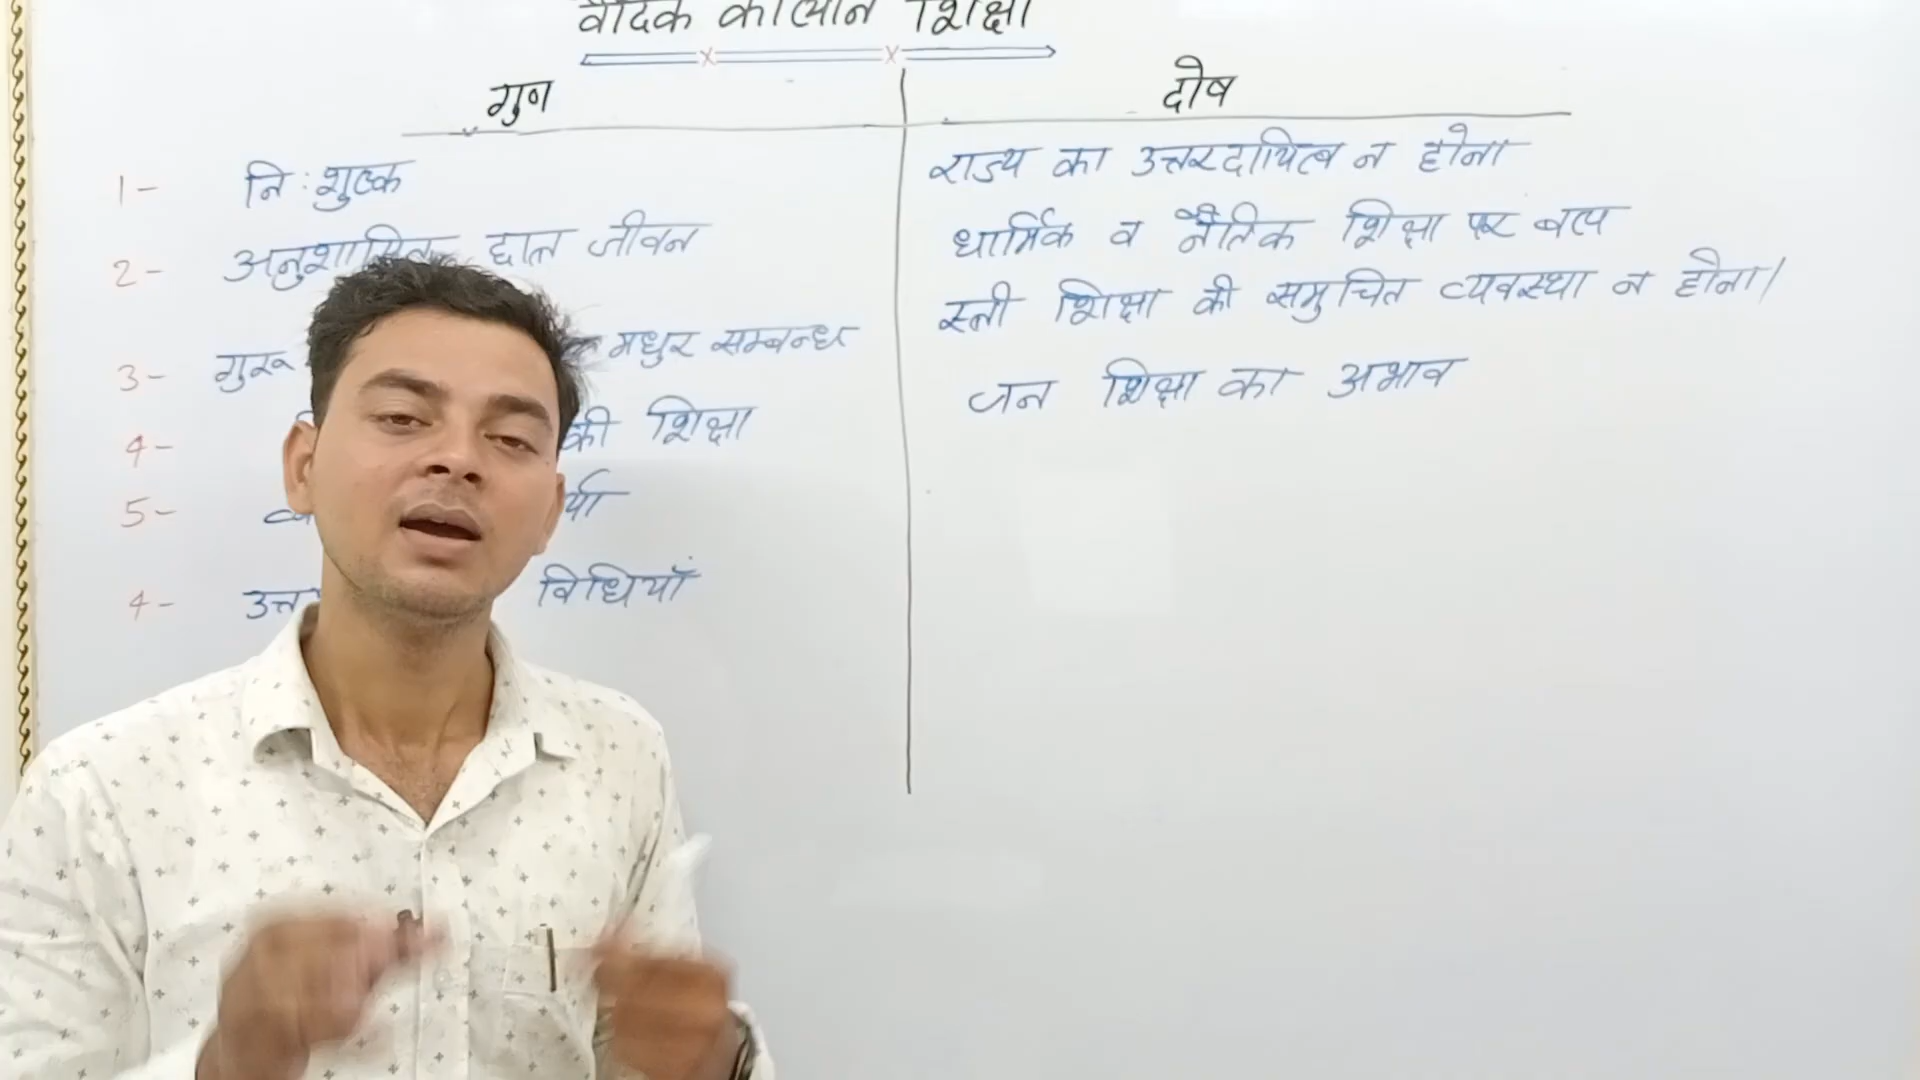 वैदिक कालीन शिक्षा
गुण
दोष
1- नि:शुल्क
2- अनुशासित छात्र जीवन
3- गुरू मधुर सम्बन्ध
4- की शिक्षा
5-
4- विधियाँ
राज्य का उत्तरदायित्व न होना
धार्मिक व नैतिक शिक्षा पर बल
स्त्री शिक्षा की समुचित व्यवस्था न होना।
जन शिक्षा का अभाव